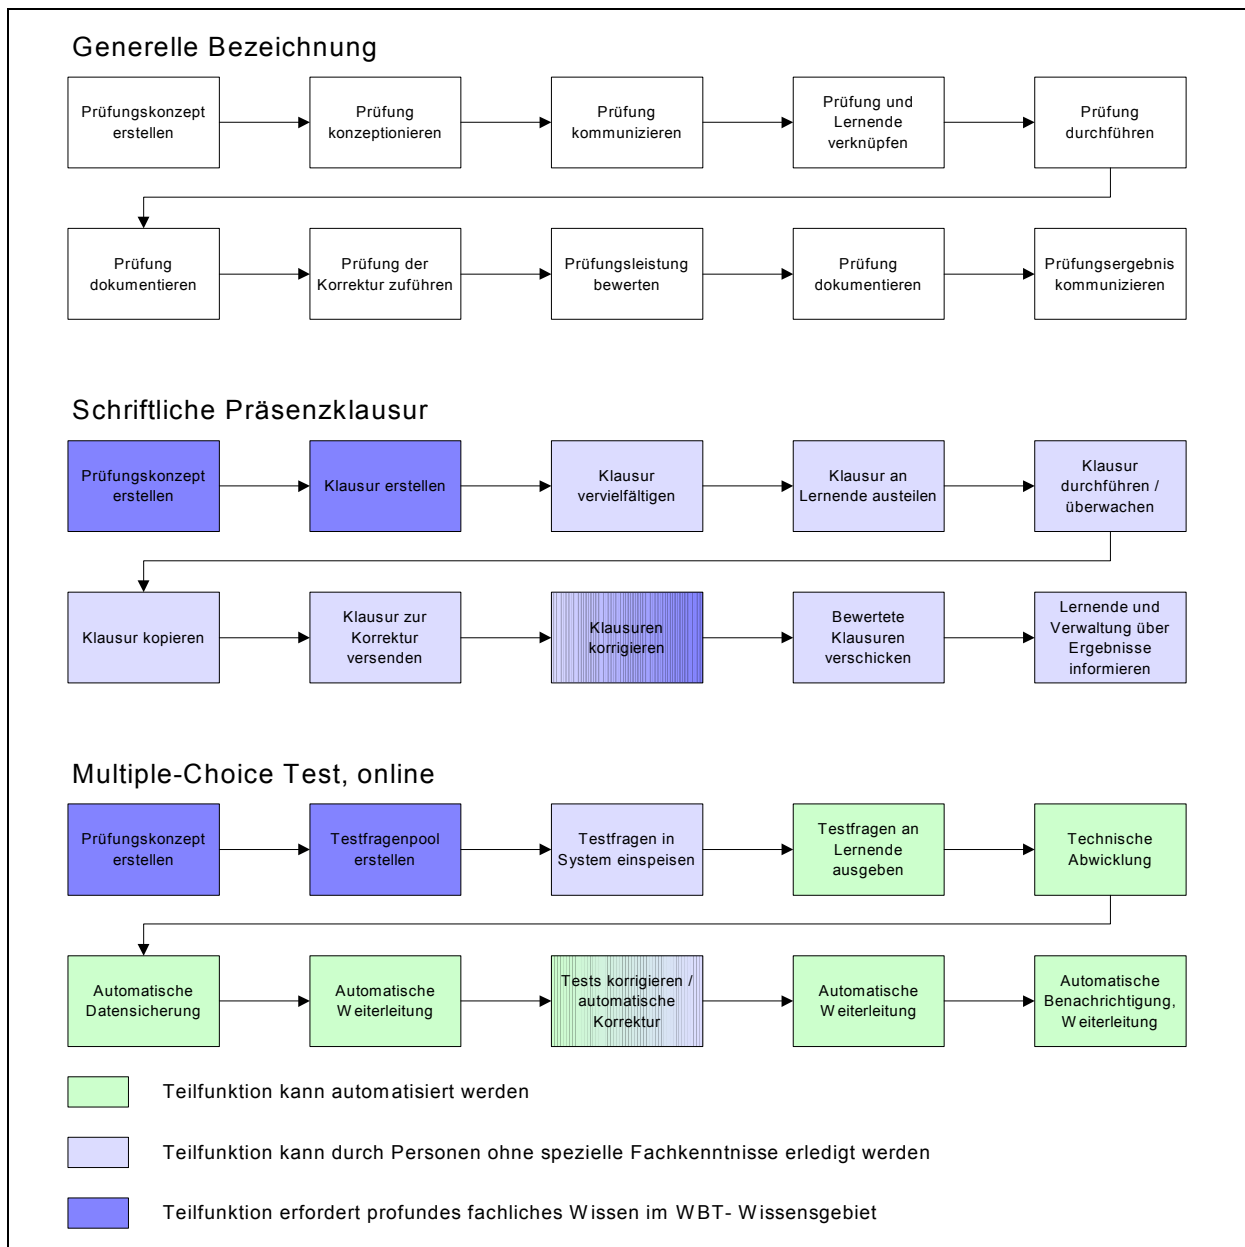 Generelle Bezeichnung
Prüfungskonzept
erstellen
Prüfung
konzeptionieren
Prüfung
kommunizieren
Prüfung und
Lernende
verknüpfen
Prüfung
durchführen
Prüfung
dokumentieren
Prüfung der
Korrektur zuführen
Prüfungsleistung
bewerten
Prüfung
dokumentieren
Prüfungsergebnis
kommunizieren
Schriftliche Präsenzklausur
Prüfungskonzept
erstellen
Klausur erstellen
Klausur
vervielfältigen
Klausur an
Lernende austeilen
Klausur
durchführen /
überwachen
Klausur kopieren
Klausur zur
Korrektur
versenden
Klausuren
korrigieren
Bewertete
Klausuren
verschicken
Lernende und
Verwaltung über
Ergebnisse
informieren
Multiple-Choice Test, online
Prüfungskonzept
erstellen
Testfragenpool
erstellen
Testfragen in
System einspeisen
Testfragen an
Lernende
ausgeben
Technische
Abwicklung
Automatische
Datensicherung
Automatische
Weiterleitung
Tests korrigieren /
automatische
Korrektur
Automatische
Weiterleitung
Automatische
Benachrichtigung,
Weiterleitung
Teilfunktion kann automatisiert werden
Teilfunktion kann durch Personen ohne spezielle Fachkenntnisse erledigt werden
Teilfunktion erfordert profundes fachliches Wissen im WBT- Wissensgebiet